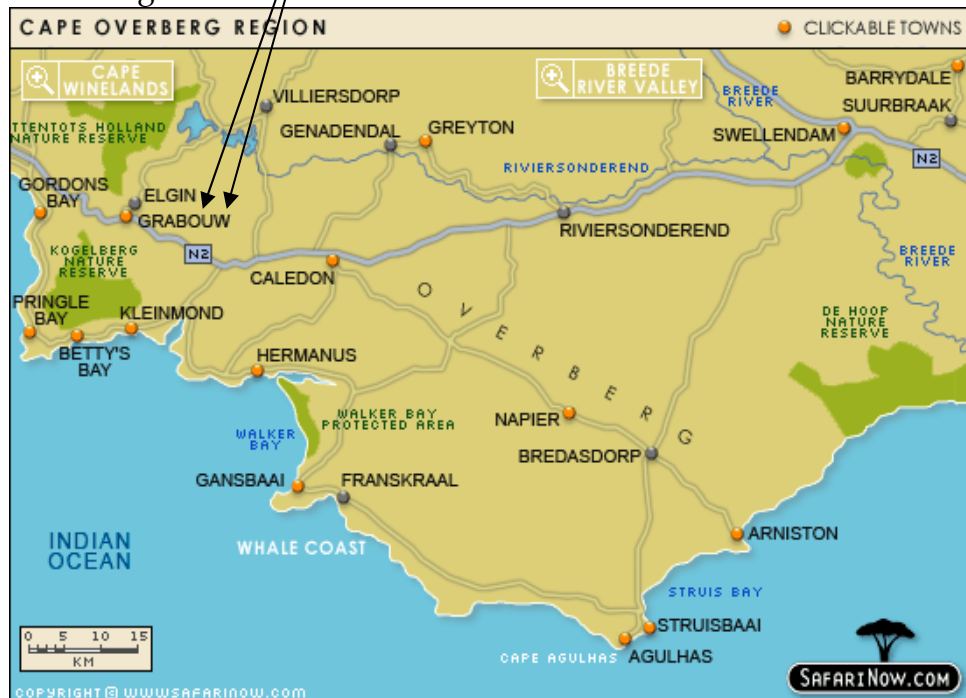 CAPE OVERBERG REGION
CLICKABLE TOWNS
CAPE
WINELANDS
BREEDE
RIVER VALLEY
BREEDE
RIVER
BARRYDALE
SUURBRAAK
VILLIERSDORP
TTENTOTS HOLLAND
NATURE RESERVE
GENADENDAL
GREYTON
SWELLENDAM
N2
RIVIERSONDEREND
GORDONS
BAY
ELGIN
GRABOUW
RIVIERSONDEREND
N2
KOGELBERG
NATURE
RESERVE
CALEDON
BREEDE
RIVER
OVERBERG
PRINGLE
BAY
KLEINMOND
BETTY'S
BAY
DE HOOP
NATURE
RESERVE
HERMANUS
WALKER BAY
PROTECTED AREA
NAPIER
WALKER
BAY
BREDASDORP
GANSBAAI
FRANSKRAAL
INDIAN
OCEAN
WHALE COAST
ARNISTON
STRUIS BAY
STRUISBAAI
CAPE AGULHAS
AGULHAS
0 5 10 15
KM
SAFARINOW.COM
COPYRIGHT @ WWW.SAFARINOW.COM